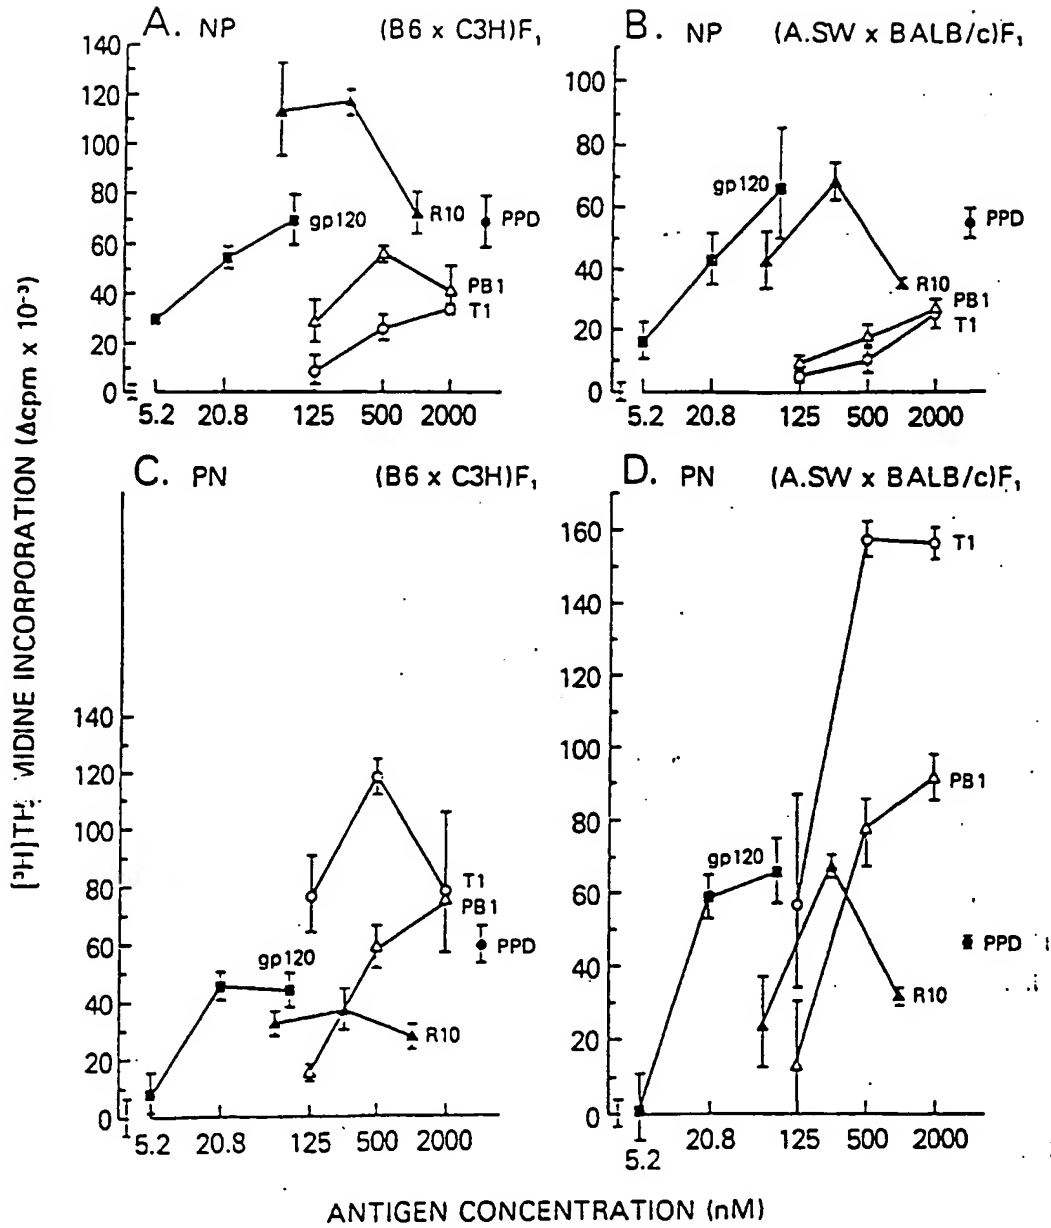 A. NP (B6 x C3H)F₁
140
120
100
80
60
40
20
0
gp120
R10
PPD
PB1
T1
5.2 20.8 125 500 2000
B. NP (A.SW x BALB/c)F₁
100
80
60
40
20
0
gp120
PPD
R10
PB1
T1
5.2 20.8 125 500 2000
C. PN (B6 x C3H)F₁
140
120
100
80
60
40
20
0
T1
PB1
gp120
PPD
R10
5.2 20.8 125 500 2000
D. PN (A.SW x BALB/c)F₁
160
140
120
100
80
60
40
20
0
T1
PB1
gp120
PPD
R10
5.2 20.8 125 500 2000
[³H]TH MIDINE INCORPORATION (Δcpm x 10⁻³)
ANTIGEN CONCENTRATION (nM)